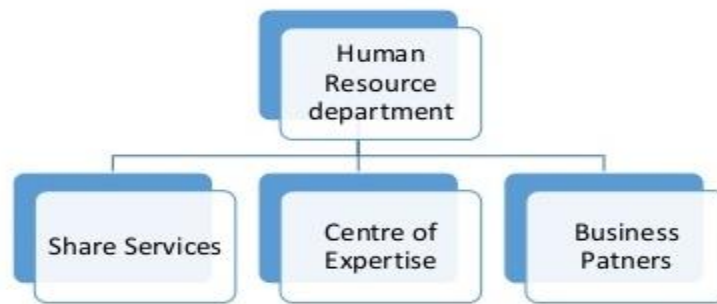 Human
Resource
department
Share Services
Centre of
Expertise
Business
Patners